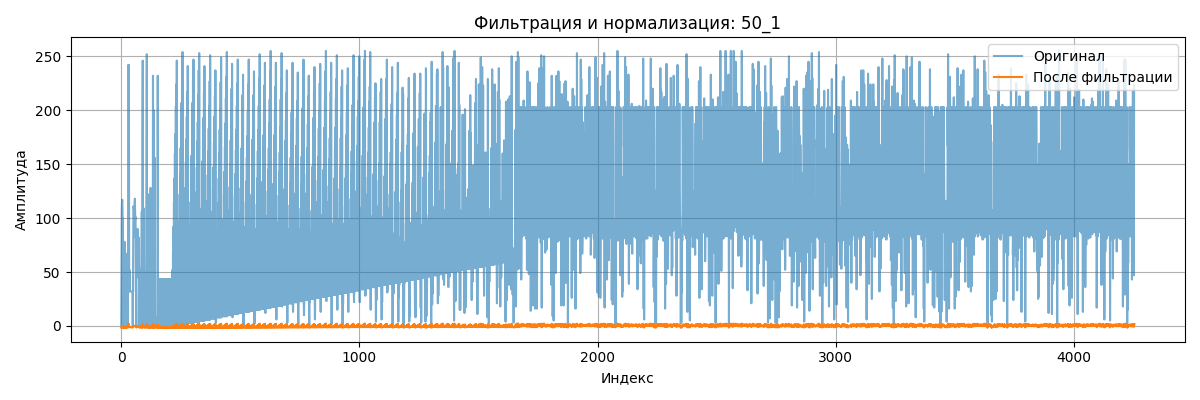 Фильтрация и нормализация: 50_1
Оригинал
После фильтрации
Амплитуда
250
200
150
100
50
0
0
1000
2000
3000
4000
Индекс